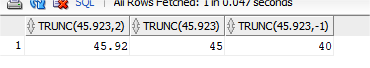 SQL | All Rows Fetched: 1 in 0.047 seconds
TRUNC(45.923,2) TRUNC(45.923) TRUNC(45.923,-1)
1 45.92 45 40